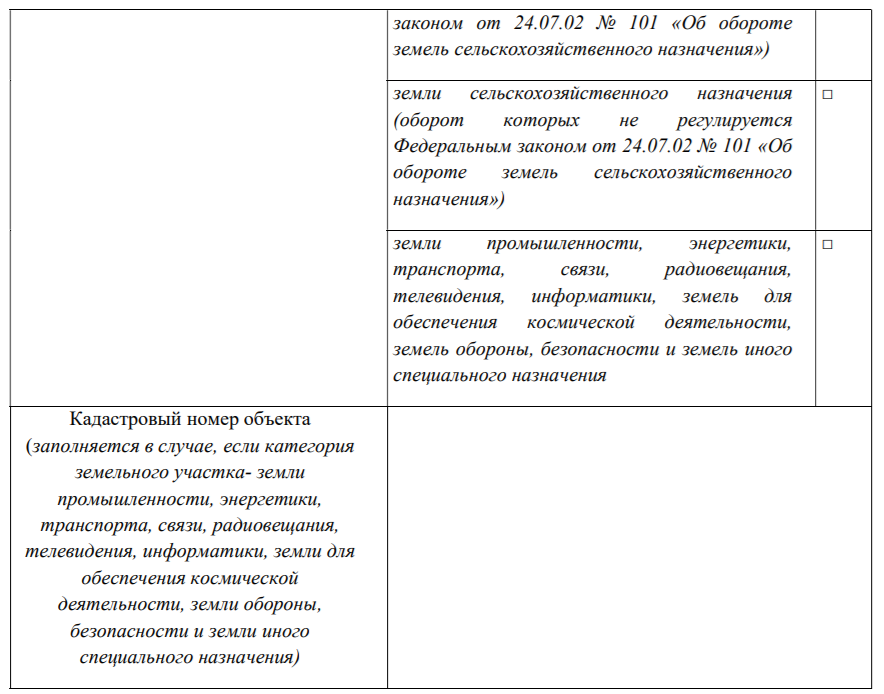 законом от 24.07.02 № 101 «Об обороте
земель сельскохозяйственного назначения»)
земли сельскохозяйственного назначения
(оборот которых не регулируется
Федеральным законом от 24.07.02 № 101 «Об
обороте земель сельскохозяйственного
назначения»)
□
земли промышленности, энергетики,
транспорта, связи, радиовещания,
телевидения, информатики, земель для
обеспечения космической деятельности,
земель обороны, безопасности и земель иного
специального назначения
□
Кадастровый номер объекта
(заполняется в случае, если категория
земельного участка- земли
промышленности, энергетики,
транспорта, связи, радиовещания,
телевидения, информатики, земли для
обеспечения космической
деятельности, земли обороны,
безопасности и земли иного
специального назначения)